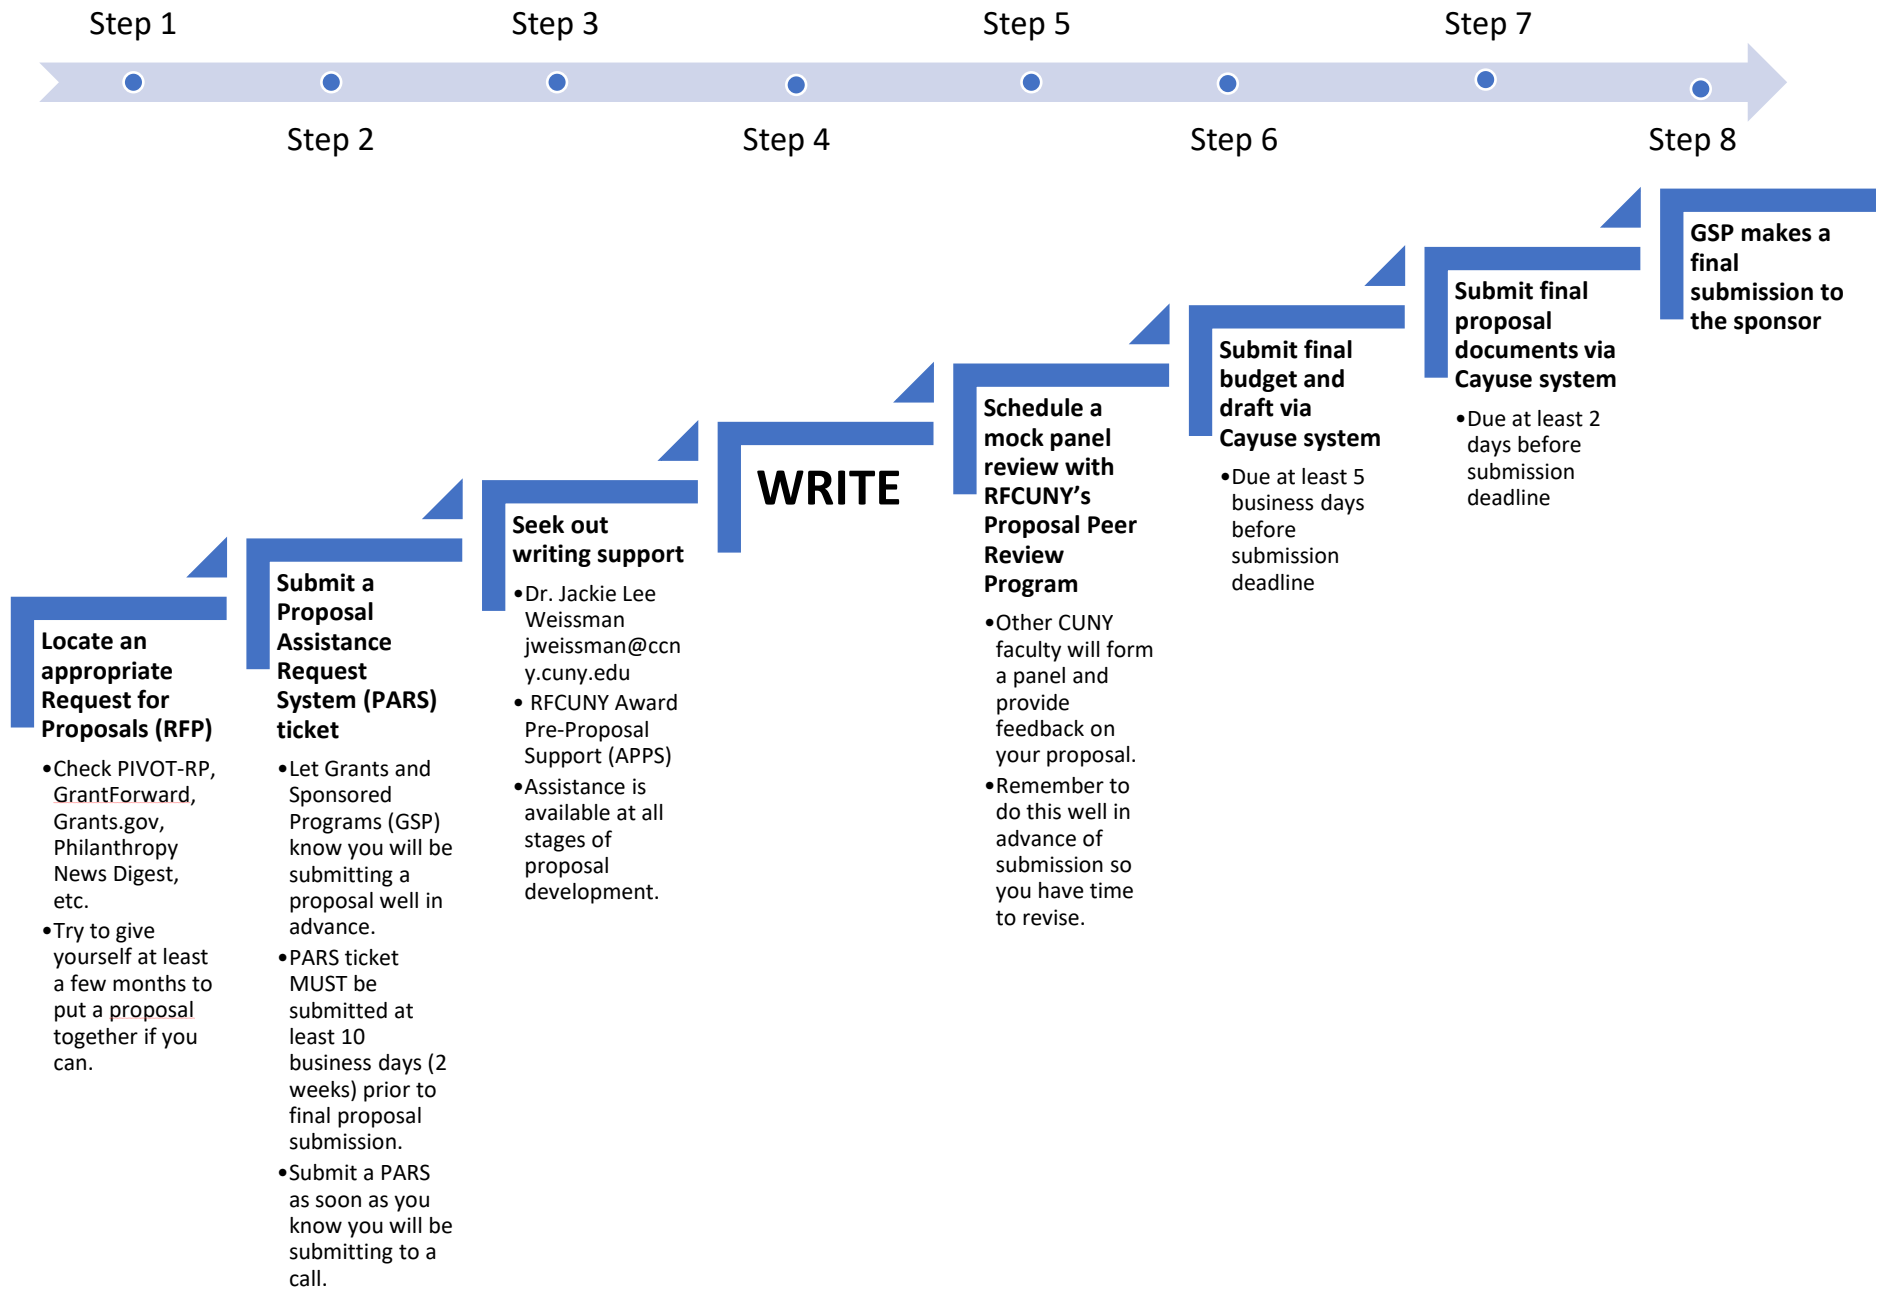 Step 1
Step 3
Step 5
Step 7
Step 2
Step 4
Step 6
Step 8
Locate an
appropriate
Request for
Proposals (RFP)
•Check PIVOT-RP,
GrantForward,
Grants.gov,
Philanthropy
News Digest,
etc.
•Try to give
yourself at least
a few months to
put a proposal
together if you
can.
Submit a
Proposal
Assistance
Request
System (PARS)
ticket
•Let Grants and
Sponsored
Programs (GSP)
know you will be
submitting a
proposal well in
advance.
•PARS ticket
MUST be
submitted at
least 10
business days (2
weeks) prior to
final proposal
submission.
•Submit a PARS
as soon as you
know you will be
submitting to a
call.
Seek out
writing support
•Dr. Jackie Lee
Weissman
jweissman@ccn
y.cuny.edu
• RFCUNY Award
Pre-Proposal
Support (APPS)
•Assistance is
available at all
stages of
proposal
development.
WRITE
Schedule a
mock panel
review with
RFCUNY’s
Proposal Peer
Review
Program
•Other CUNY
faculty will form
a panel and
provide
feedback on
your proposal.
•Remember to
do this well in
advance of
submission so
you have time
to revise.
Submit final
budget and
draft via
Cayuse system
•Due at least 5
business days
before
submission
deadline
Submit final
proposal
documents via
Cayuse system
•Due at least 2
days before
submission
deadline
GSP makes a
final
submission to
the sponsor